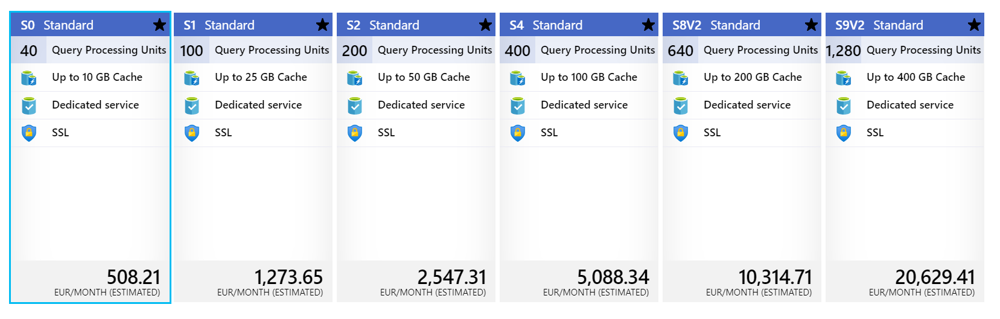 S0 Standard
40 Query Processing Units
Up to 10 GB Cache
Dedicated service
SSL
508.21
EUR/MONTH (ESTIMATED)
S1 Standard
100 Query Processing Units
Up to 25 GB Cache
Dedicated service
SSL
1,273.65
EUR/MONTH (ESTIMATED)
S2 Standard
200 Query Processing Units
Up to 50 GB Cache
Dedicated service
SSL
2,547.31
EUR/MONTH (ESTIMATED)
S4 Standard
400 Query Processing Units
Up to 100 GB Cache
Dedicated service
SSL
5,088.34
EUR/MONTH (ESTIMATED)
S8V2 Standard
640 Query Processing Units
Up to 200 GB Cache
Dedicated service
SSL
10,314.71
EUR/MONTH (ESTIMATED)
S9V2 Standard
1,280 Query Processing Units
Up to 400 GB Cache
Dedicated service
SSL
20,629.41
EUR/MONTH (ESTIMATED)